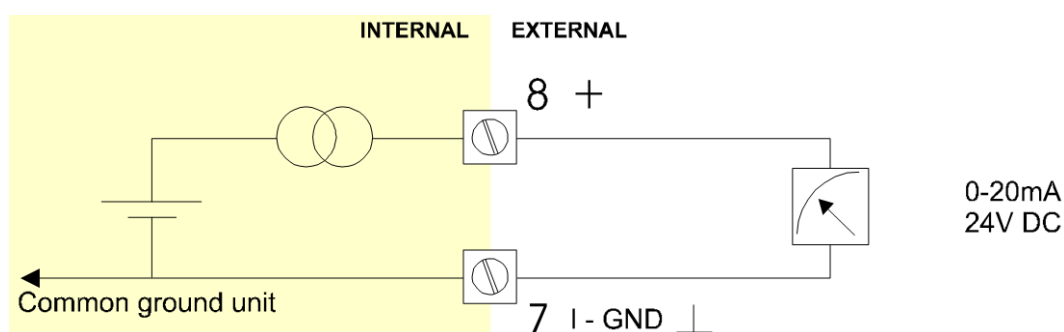 INTERNAL EXTERNAL
8 +
0-20mA
24V DC
Common ground unit
7 I - GND